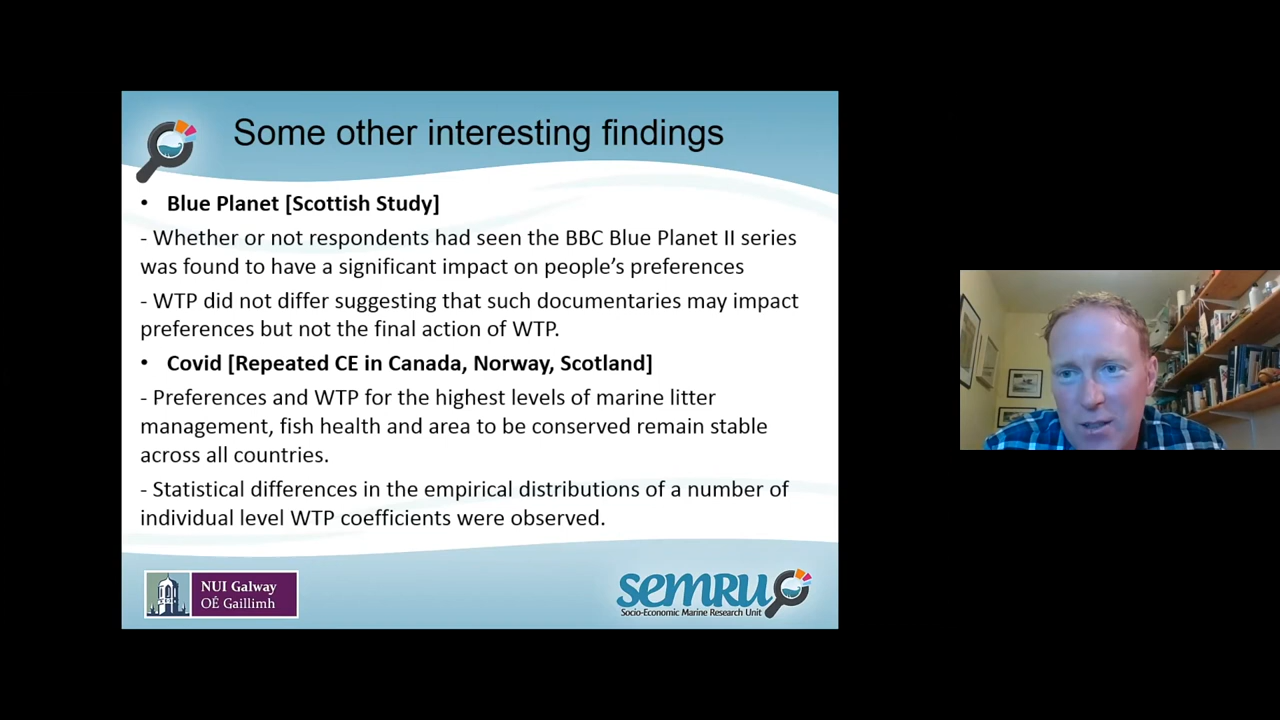 Some other interesting findings
• Blue Planet [Scottish Study]
- Whether or not respondents had seen the BBC Blue Planet II series
was found to have a significant impact on people's preferences
- WTP did not differ suggesting that such documentaries may impact
preferences but not the final action of WTP.
• Covid [Repeated CE in Canada, Norway, Scotland]
- Preferences and WTP for the highest levels of marine litter
management, fish health and area to be conserved remain stable
across all countries.
- Statistical differences in the empirical distributions of a number of
individual level WTP coefficients were observed.
NUI Galway
OÉ Gaillimh
SEMRU
Socio-Economic Marine Research Unit